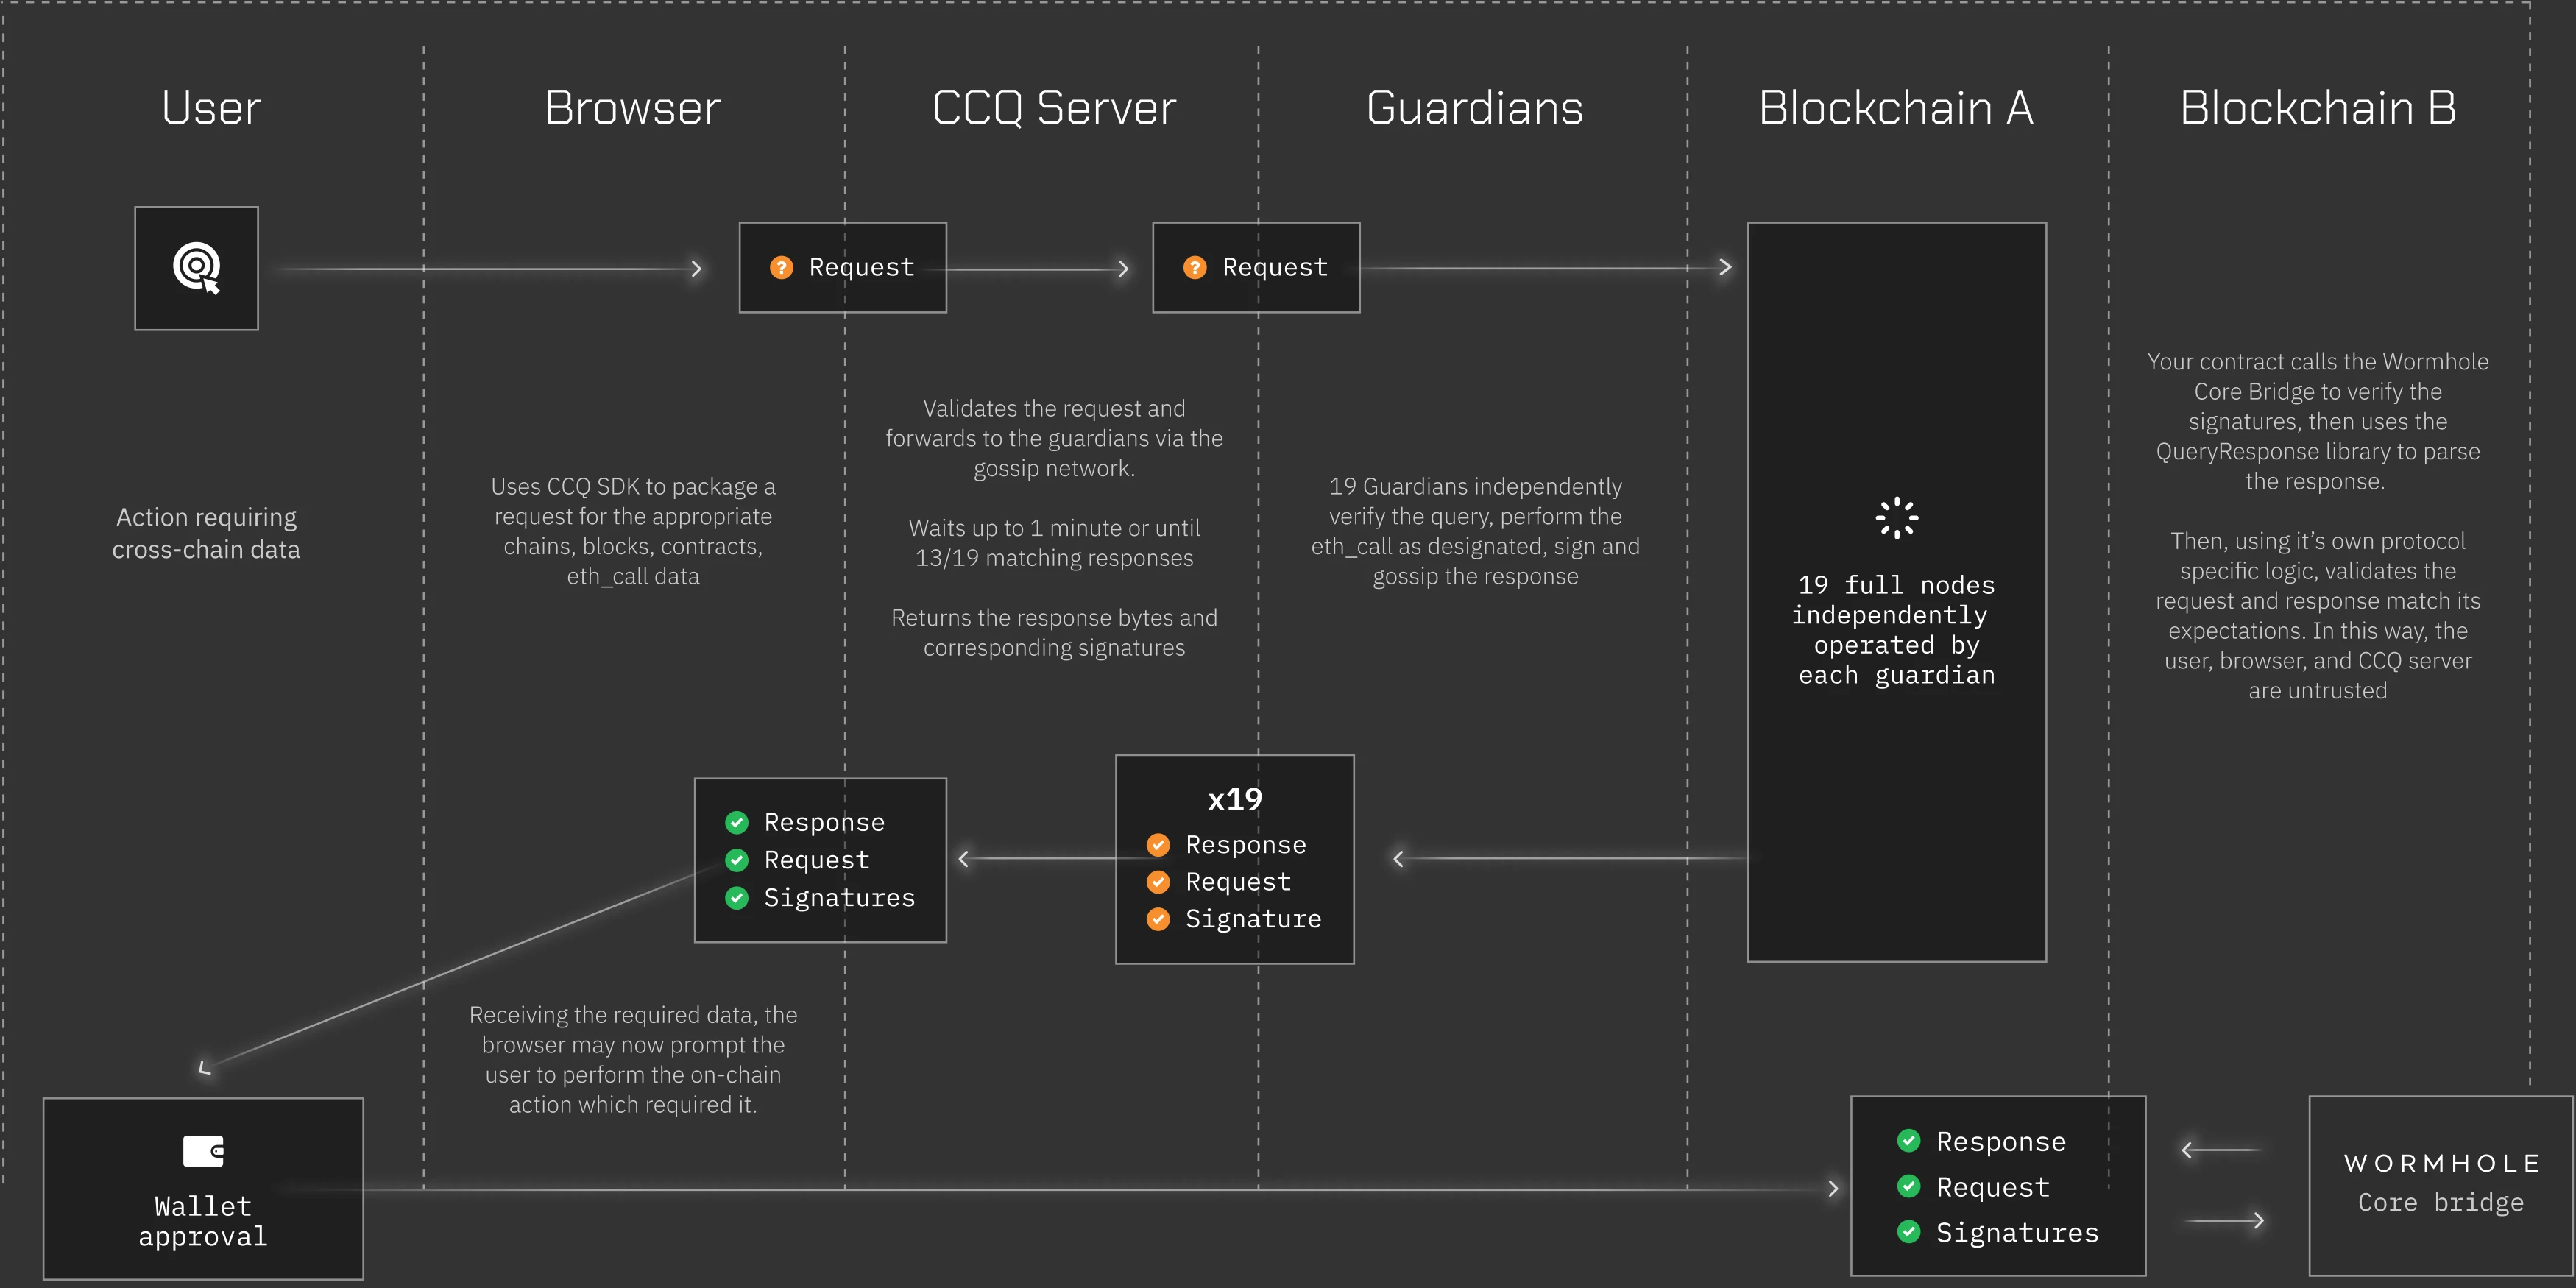 User
Browser
CCQ Server
Guardians
Blockchain A
Blockchain B
Request
Request
Action requiring
cross-chain data
Uses CCQ SDK to package a
request for the appropriate
chains, blocks, contracts,
eth_call data
Validates the request and
forwards to the guardians via the
gossip network.
Waits up to 1 minute or until
13/19 matching responses
Returns the response bytes and
corresponding signatures
19 Guardians independently
verify the query, perform the
eth_call as designated, sign and
gossip the response
19 full nodes
independently
operated by
each guardian
Your contract calls the Wormhole
Core Bridge to verify the
signatures, then uses the
QueryResponse library to parse
the response.
Then, using it’s own protocol
specific logic, validates the
request and response match its
expectations. In this way, the
user, browser, and CCQ server
are untrusted
Response
Request
Signatures
x19
Response
Request
Signature
Receiving the required data, the
browser may now prompt the
user to perform the on-chain
action which required it.
Wallet
approval
Response
Request
Signatures
WORMHOLE
Core bridge